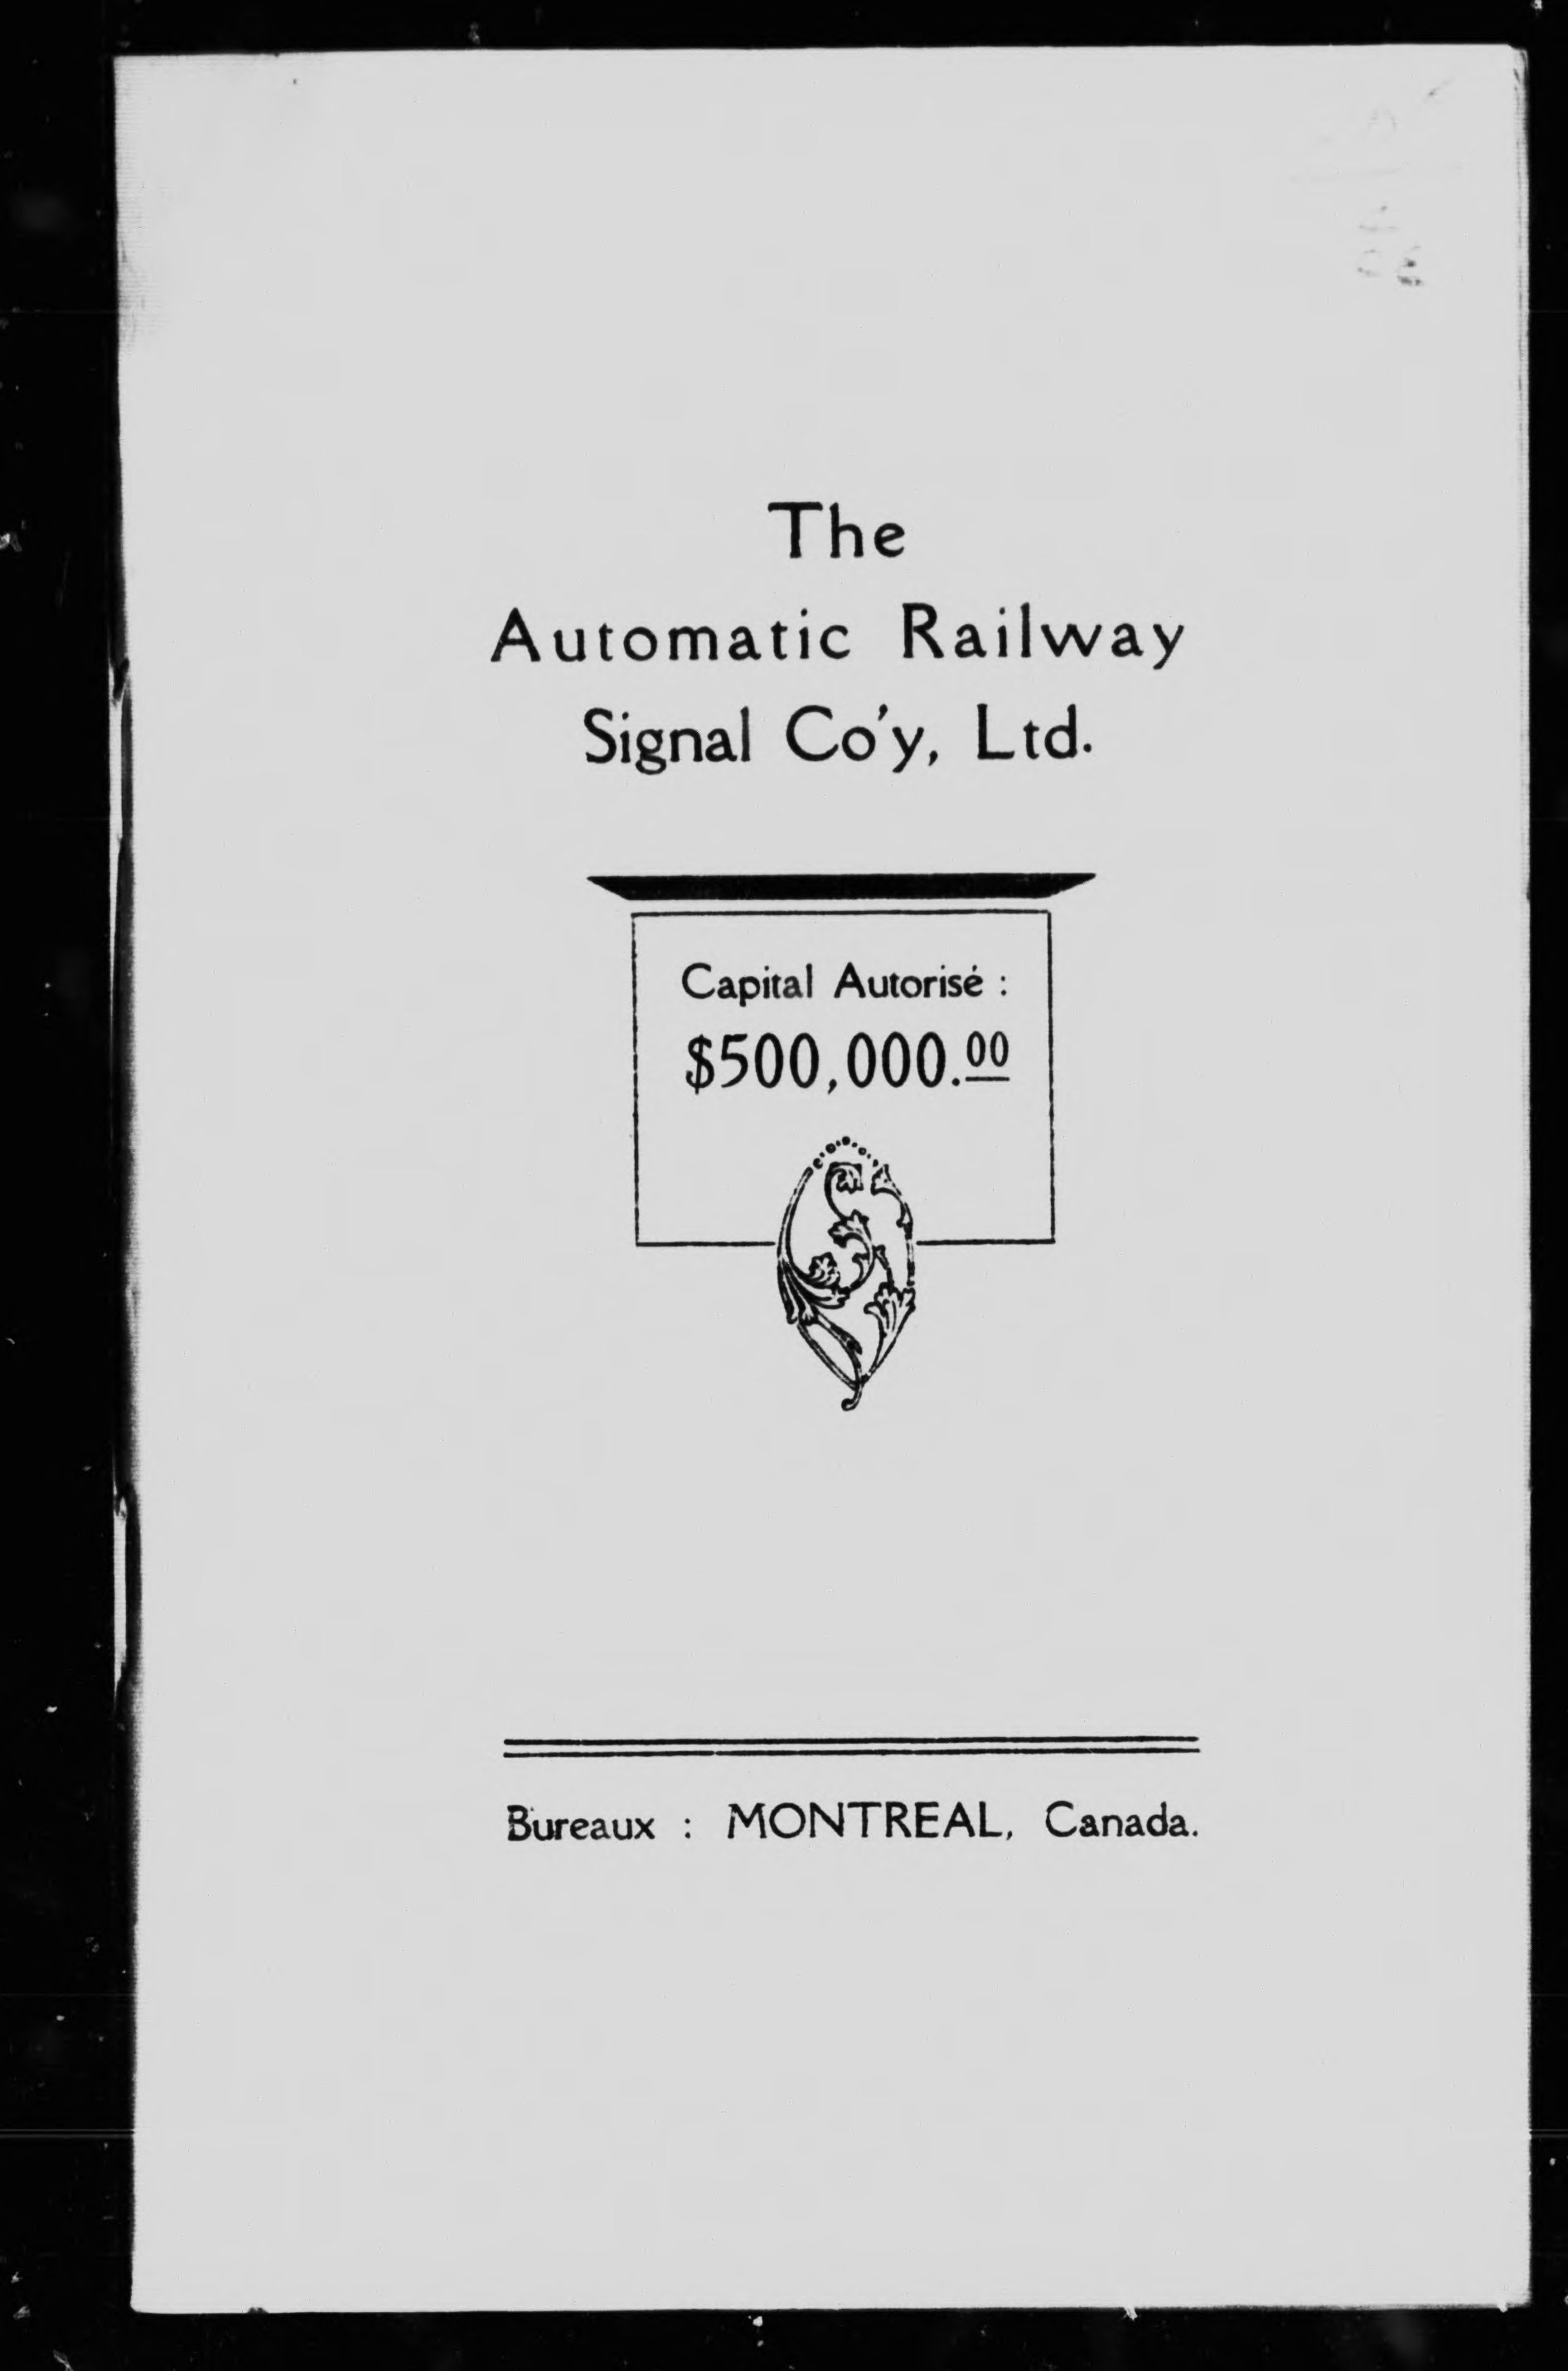 The
Automatic Railway
Signal Co'y, Ltd.
Capital Autorisé :
$500,000.00
Bureaux : MONTREAL, Canada.